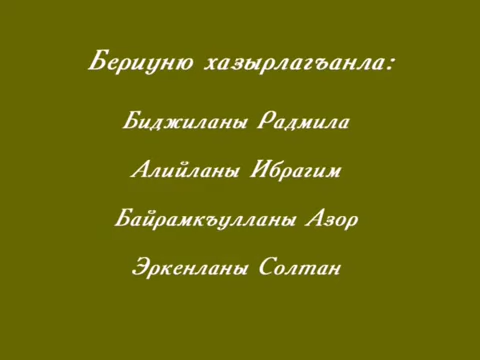 Бериуню хазырлагъанла:
Биджиланы Радмила
Алийланы Ибрагим
Байрамкъулланы Азор
Эркенланы Солтан